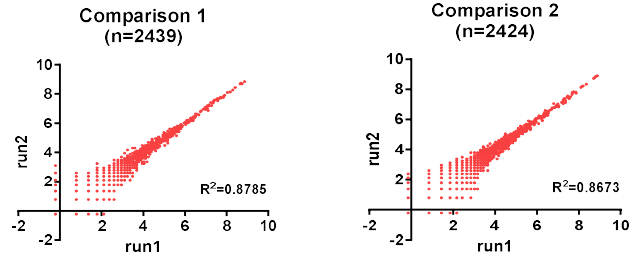 Comparison 1
(n=2439)
10
8
6
4
2
-2
run2
R²=0.8785
-2 0 2 4 6 8 10
run1
Comparison 2
(n=2424)
10
8
6
4
2
-2
run2
R²=0.8673
-2 0 2 4 6 8 10
run1